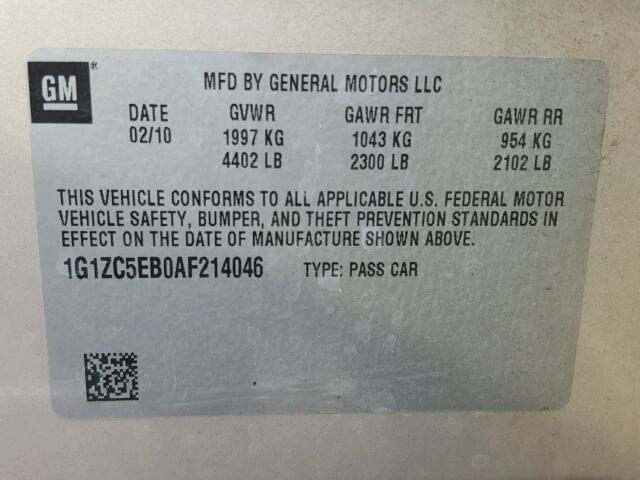 GM®
MFD BY GENERAL MOTORS LLC
DATE GVWR GAWR FRT GAWR RR
02/10 1997 KG 1043 KG 954 KG
4402 LB 2300 LB 2102 LB
THIS VEHICLE CONFORMS TO ALL APPLICABLE U.S. FEDERAL MOTOR
VEHICLE SAFETY, BUMPER, AND THEFT PREVENTION STANDARDS IN
EFFECT ON THE DATE OF MANUFACTURE SHOWN ABOVE.
1G1ZC5EB0AF214046 TYPE: PASS CAR